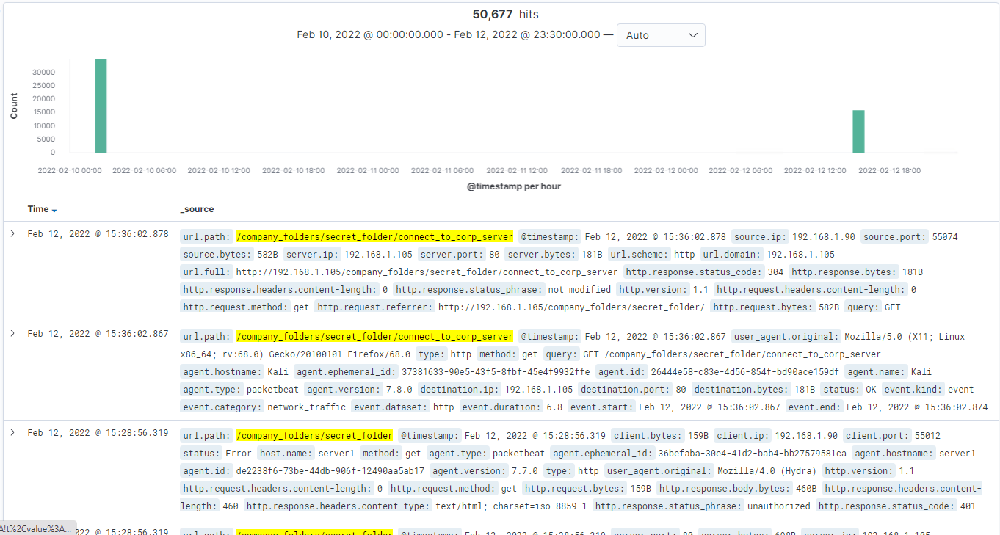 50,677 hits
Feb 10, 2022 @ 00:00:00.000 - Feb 12, 2022 @ 23:30:00.000 — Auto
Count
30000
25000
20000
15000
10000
5000
0
2022-02-10 00:00 2022-02-10 06:00 2022-02-10 12:00 2022-02-10 18:00 2022-02-11 00:00 2022-02-11 06:00 2022-02-11 12:00 2022-02-11 18:00 2022-02-12 00:00 2022-02-12 06:00 2022-02-12 12:00 2022-02-12 18:00
@timestamp per hour
Time _source
Feb 12, 2022 @ 15:36:02.878 url.path: /company_folders/secret_folder/connect_to_corp_server @timestamp: Feb 12, 2022 @ 15:36:02.878 source.ip: 192.168.1.90 source.port: 55074
source.bytes: 582B server.ip: 192.168.1.105 server.port: 80 server.bytes: 181B url.scheme: http url.domain: 192.168.1.105
url.full: http://192.168.1.105/company_folders/secret_folder/connect_to_corp_server http.response.status_code: 304 http.response.bytes: 181B
http.response.headers.content-length: 0 http.response.status_phrase: not modified http.version: 1.1 http.request.headers.content-length: 0
http.request.method: get http.request.referrer: http://192.168.1.105/company_folders/secret_folder/ http.request.bytes: 582B query: GET
Feb 12, 2022 @ 15:36:02.867 url.path: /company_folders/secret_folder/connect_to_corp_server @timestamp: Feb 12, 2022 @ 15:36:02.867 user_agent.original: Mozilla/5.0 (X11; Linux
x86_64; rv:68.0) Gecko/20100101 Firefox/68.0 type: http method: get query: GET /company_folders/secret_folder/connect_to_corp_server
agent.hostname: Kali agent.ephemeral_id: 37381633-90e5-43f5-8fbf-45e4f9932ffe agent.id: 26444e58-c83e-4d56-854f-bd90ace159df agent.name: Kali
agent.type: packetbeat agent.version: 7.8.0 destination.ip: 192.168.1.105 destination.port: 80 destination.bytes: 181B status: OK event.kind: event
event.category: network_traffic event.dataset: http event.duration: 6.8 event.start: Feb 12, 2022 @ 15:36:02.867 event.end: Feb 12, 2022 @ 15:36:02.874
Feb 12, 2022 @ 15:28:56.319 url.path: /company_folders/secret_folder @timestamp: Feb 12, 2022 @ 15:28:56.319 client.bytes: 159B client.ip: 192.168.1.90 client.port: 55012
status: Error host.name: server1 method: get agent.type: packetbeat agent.ephemeral_id: 36befaba-30e4-41d2-bab4-bb27579581ca agent.hostname: server1
agent.id: de2238f6-73be-44db-906f-12490aa5ab17 agent.version: 7.7.0 type: http user_agent.original: Mozilla/4.0 (Hydra) http.version: 1.1
http.request.headers.content-length: 0 http.request.method: get http.request.bytes: 159B http.response.body.bytes: 460B http.response.headers.content-
length: 460 http.response.headers.content-type: text/html; charset=iso-8859-1 http.response.status_phrase: unauthorized http.response.status_code: 401
A!t%2Cvalue%3A... 22 @ 15:28:56.319 url.path: /company_folders/secret_folder @timestamp: Feb 12, 2022 @ 15:28:56.319 server.port: 80 server.bytes: 698B server.ip: 192.168.1.105